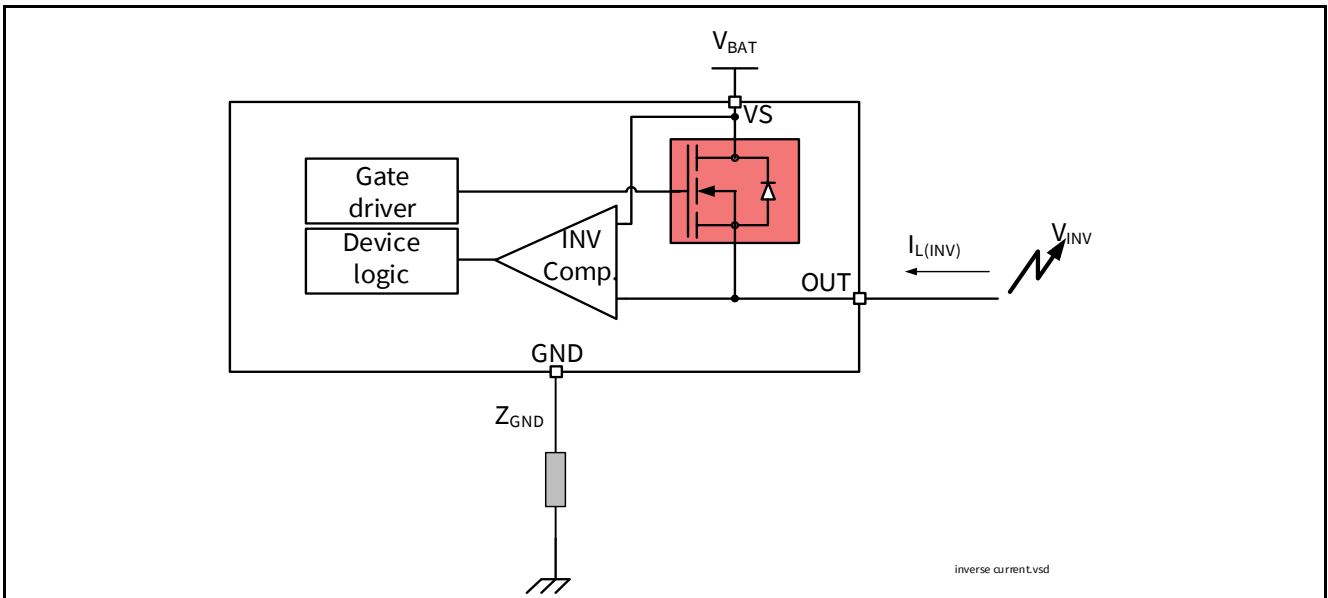 VBAT
VS
Gate
driver
Device
logic
INV
Comp.
IL(INV)
VINV
OUT
GND
ZGND
inverse current.vsd